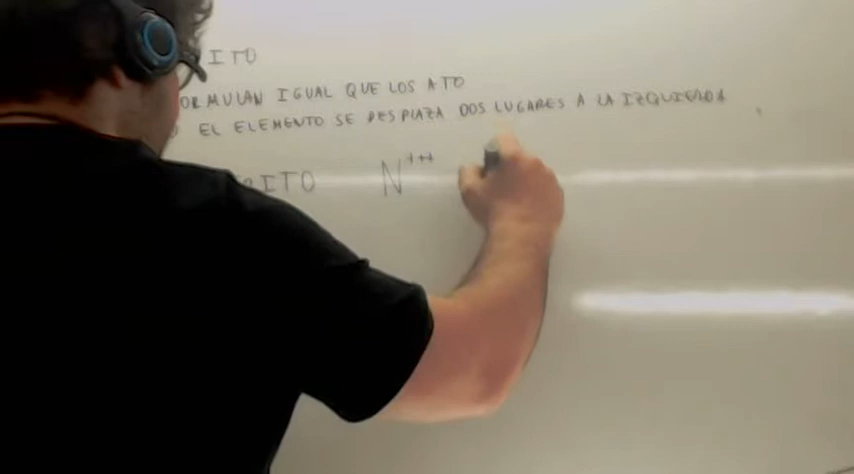 ITO
ORMULAN IGUAL QUE LOS ATO
EL ELEMENTO SE DESPLAZA DOS LUGARES A LA IZQUIERDA
ITO N+++